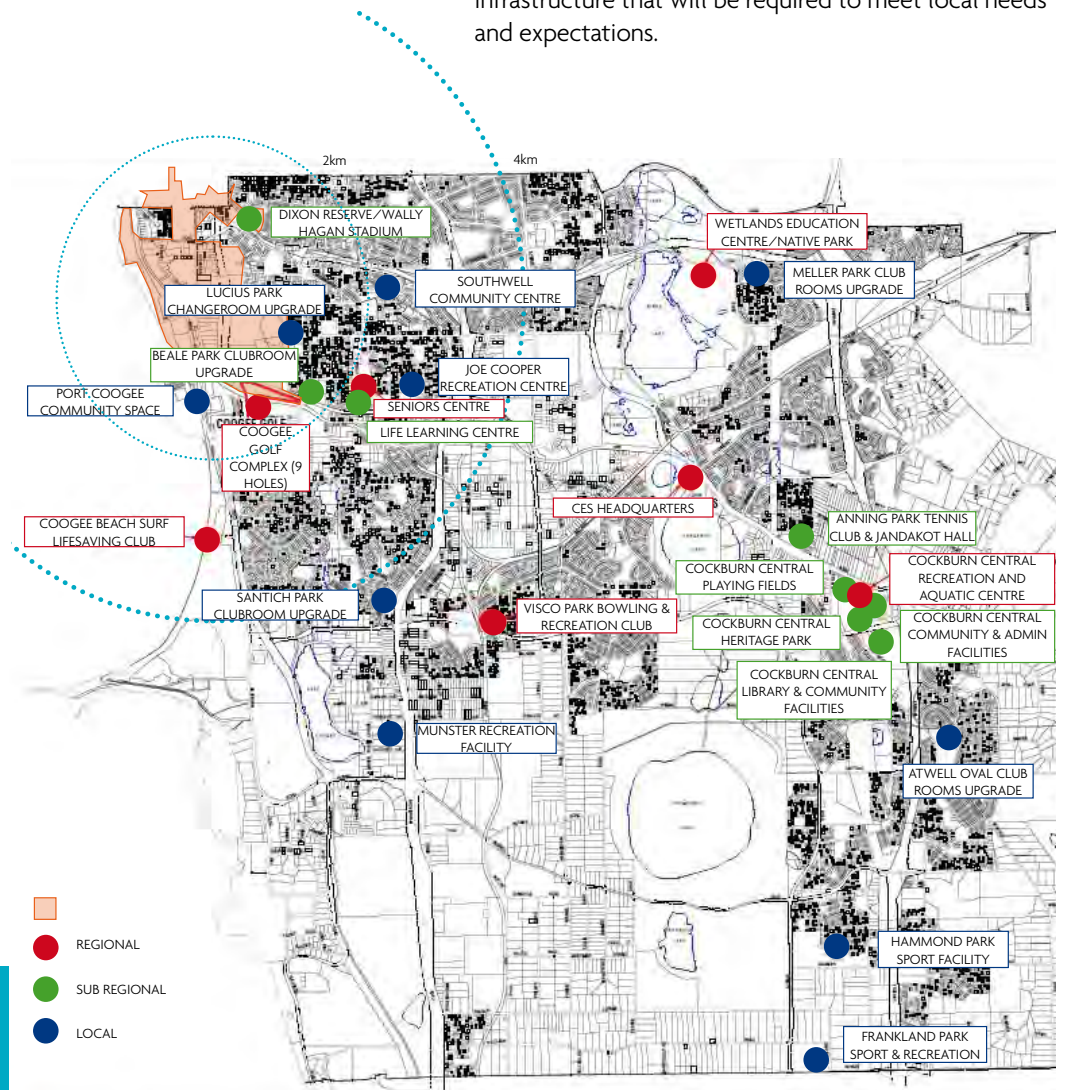 infrastructure that will be required to meet local needs
and expectations.
2km
4km
DIXON RESERVE/WALLY
HAGAN STADIUM
WETLANDS EDUCATION
CENTRE/NATIVE PARK
SOUTHWELL
COMMUNITY CENTRE
MELLER PARK CLUB
ROOMS UPGRADE
LUCIUS PARK
CHANGEROOM UPGRADE
BEALE PARK CLUBROOM
UPGRADE
JOE COOPER
RECREATION CENTRE
PORT COOGEE
COMMUNITY SPACE
SENIORS CENTRE
COOGEE GOLF
LIFE LEARNING CENTRE
COOGEE
GOLF
COMPLEX (9
HOLES)
CES HEADQUARTERS
COOGEE BEACH SURF
LIFESAVING CLUB
ANNING PARK TENNIS
CLUB & JANDAKOT HALL
COCKBURN CENTRAL
PLAYING FIELDS
COCKBURN CENTRAL
RECREATION AND
AQUATIC CENTRE
SANTICH PARK
CLUBROOM UPGRADE
VISCO PARK BOWLING &
RECREATION CLUB
COCKBURN CENTRAL
HERITAGE PARK
COCKBURN CENTRAL
COMMUNITY & ADMIN
FACILITIES
COCKBURN CENTRAL
LIBRARY & COMMUNITY
FACILITIES
MUNSTER RECREATION
FACILITY
ATWELL OVAL CLUB
ROOMS UPGRADE
REGIONAL
HAMMOND PARK
SPORT FACILITY
SUB REGIONAL
LOCAL
FRANKLAND PARK
SPORT & RECREATION